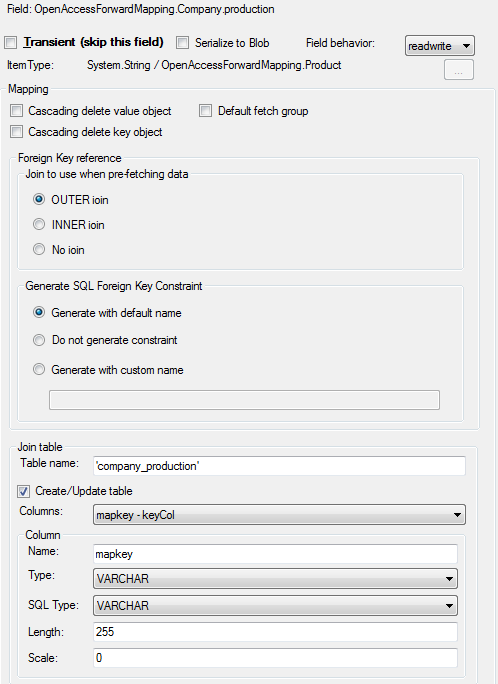 Field: OpenAccessForwardMapping.Company.production
Transient (skip this field) Serialize to Blob Field behavior: readwrite
ItemType: System.String / OpenAccessForwardMapping.Product ...
Mapping
Cascading delete value object Default fetch group
Cascading delete key object
Foreign Key reference
Join to use when pre-fetching data
OUTER ioin
INNER ioin
No ioin
Generate SQL Foreign Key Constraint
Generate with default name
Do not generate constraint
Generate with custom name
Join table
Table name: 'company_production'
Create/Update table
Columns: mapkey - keyCol
Column
Name: mapkey
Type: VARCHAR
SQL Type: VARCHAR
Length: 255
Scale: 0